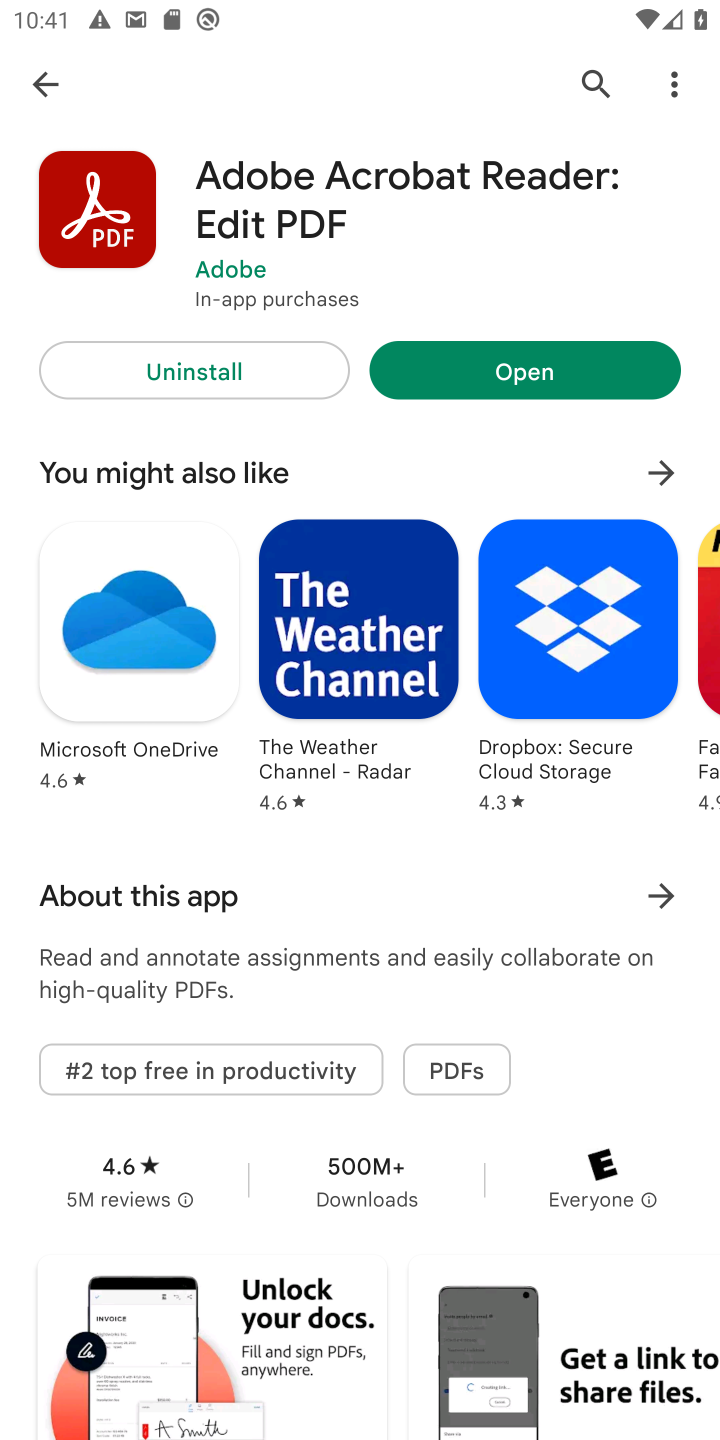 10:41
PDF
Adobe Acrobat Reader:
Edit PDF
Adobe
In-app purchases
Uninstall
Open
You might also like
The
Weather
Channel
Microsoft OneDrive
4.6 ★
The Weather
Channel - Radar
4.6 ★
Dropbox: Secure
Cloud Storage
4.3 ★
Fa
Fa
4.9
About this app
Read and annotate assignments and easily collaborate on
high-quality PDFs.
#2 top free in productivity
PDFs
4.6 ★
5M reviews
500M+
Downloads
E
Everyone
INVOICE
A Smith
Unlock
your docs.
Fill and sign PDFs,
anywhere.
Get a link to
share files.